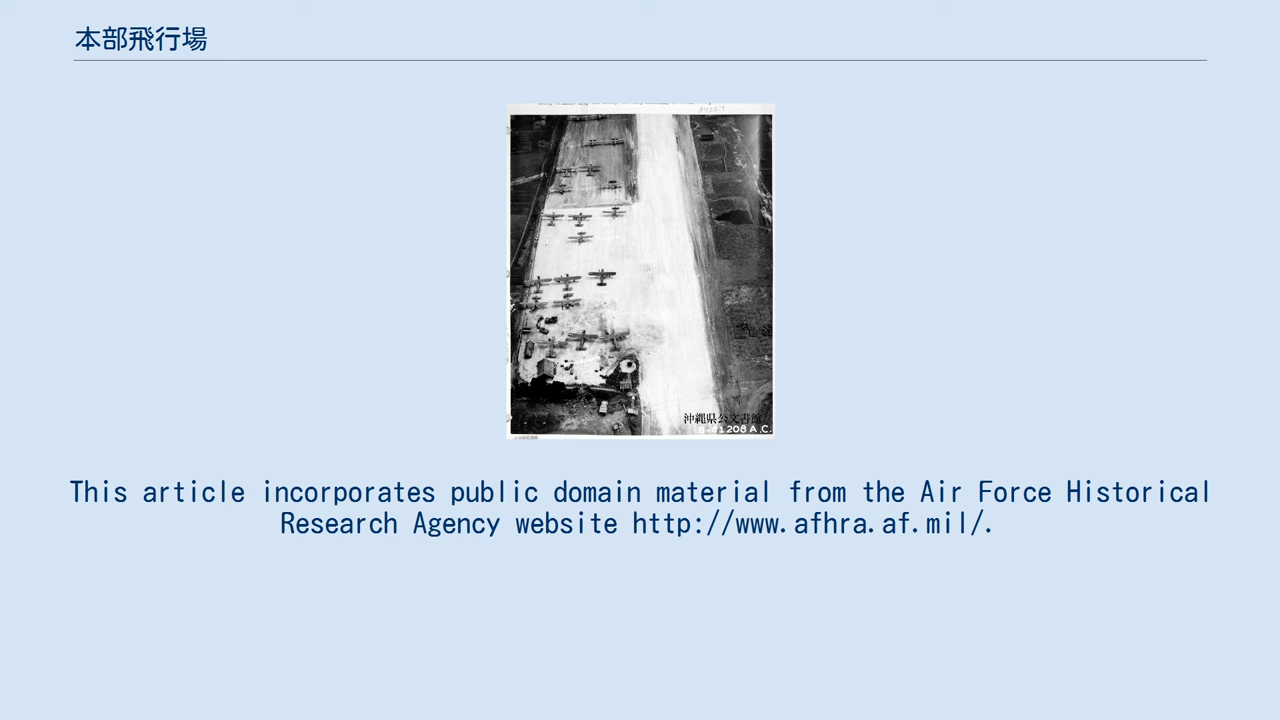 本部飛行場
沖縄県公文書館
This article incorporates public domain material from the Air Force Historical
Research Agency website http://www.afhra.af.mil/.